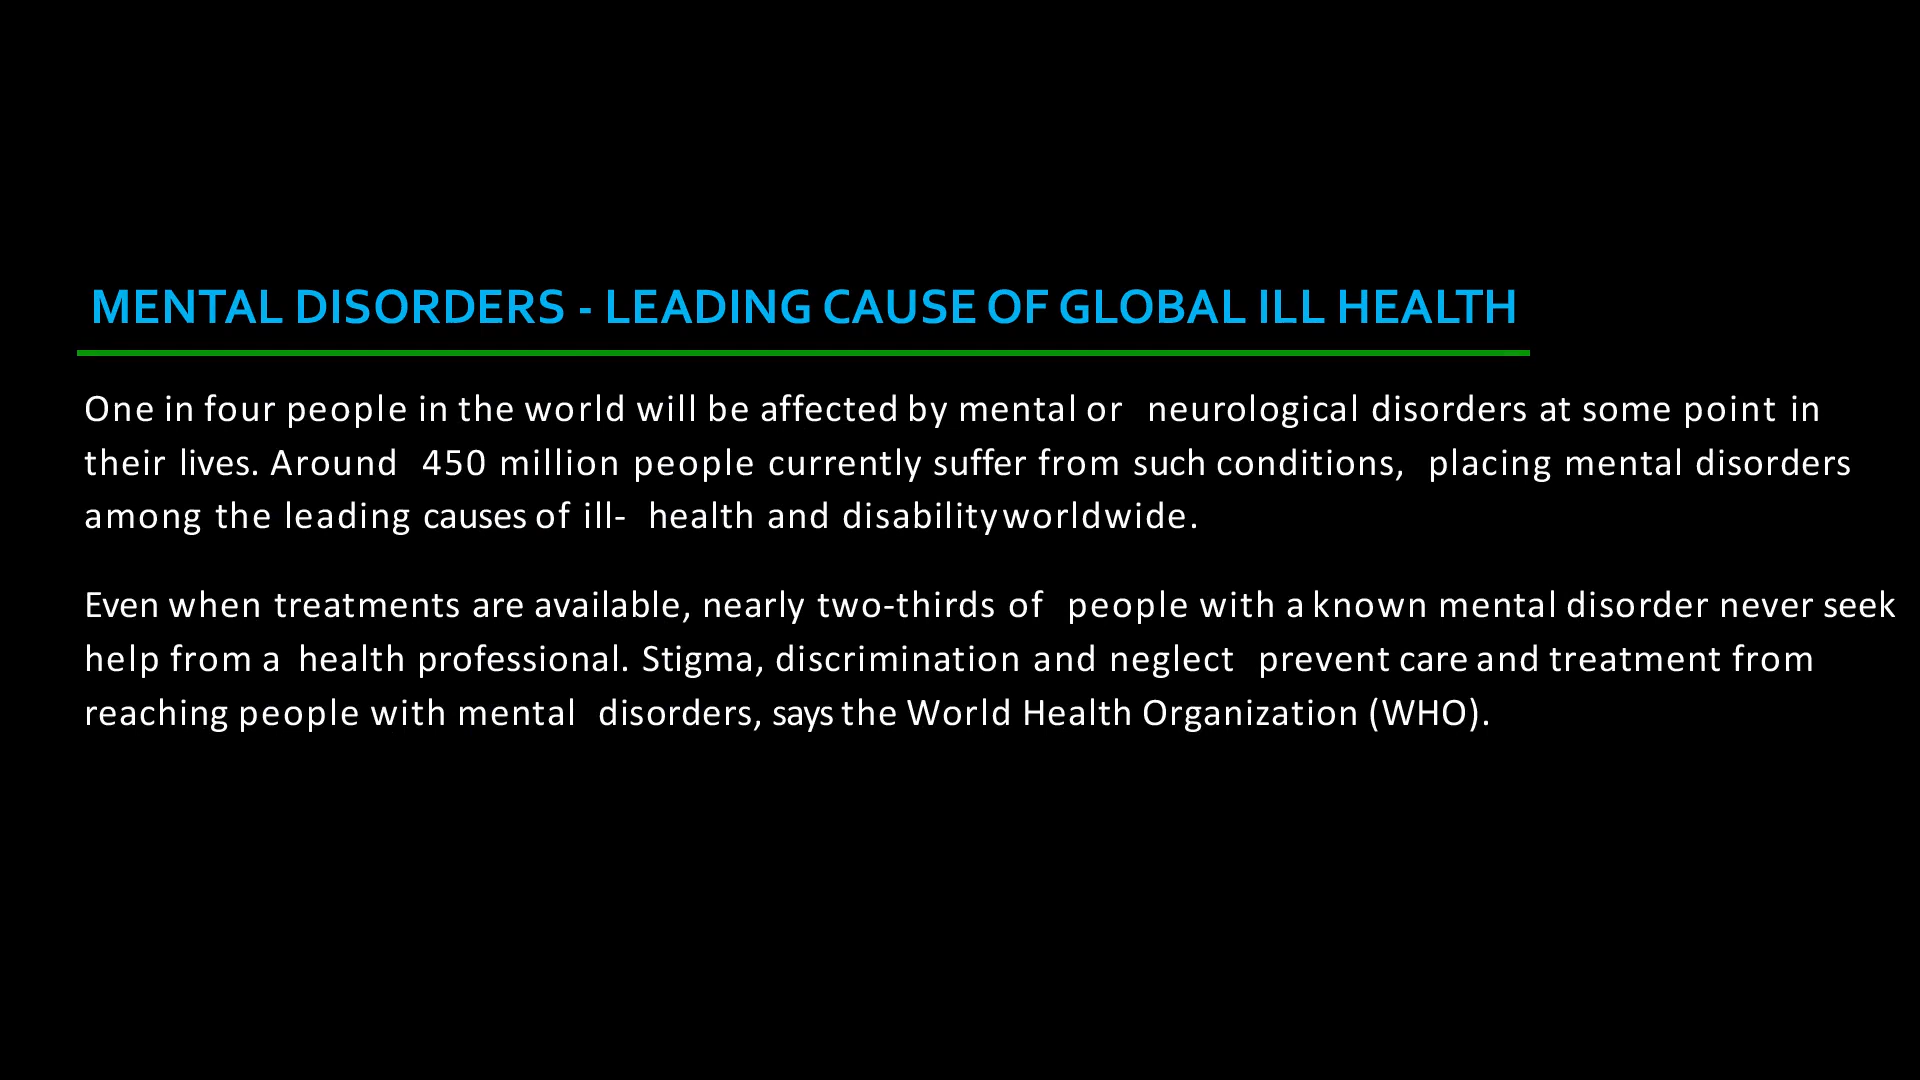 MENTAL DISORDERS - LEADING CAUSE OF GLOBAL ILL HEALTH
One in four people in the world will be affected by mental or neurological disorders at some point in
their lives. Around 450 million people currently suffer from such conditions, placing mental disorders
among the leading causes of ill- health and disabilityworldwide.
Even when treatments are available, nearly two-thirds of people with a known mental disorder never seek
help from a health professional. Stigma, discrimination and neglect prevent care and treatment from
reaching people with mental disorders, says the World Health Organization (WHO).